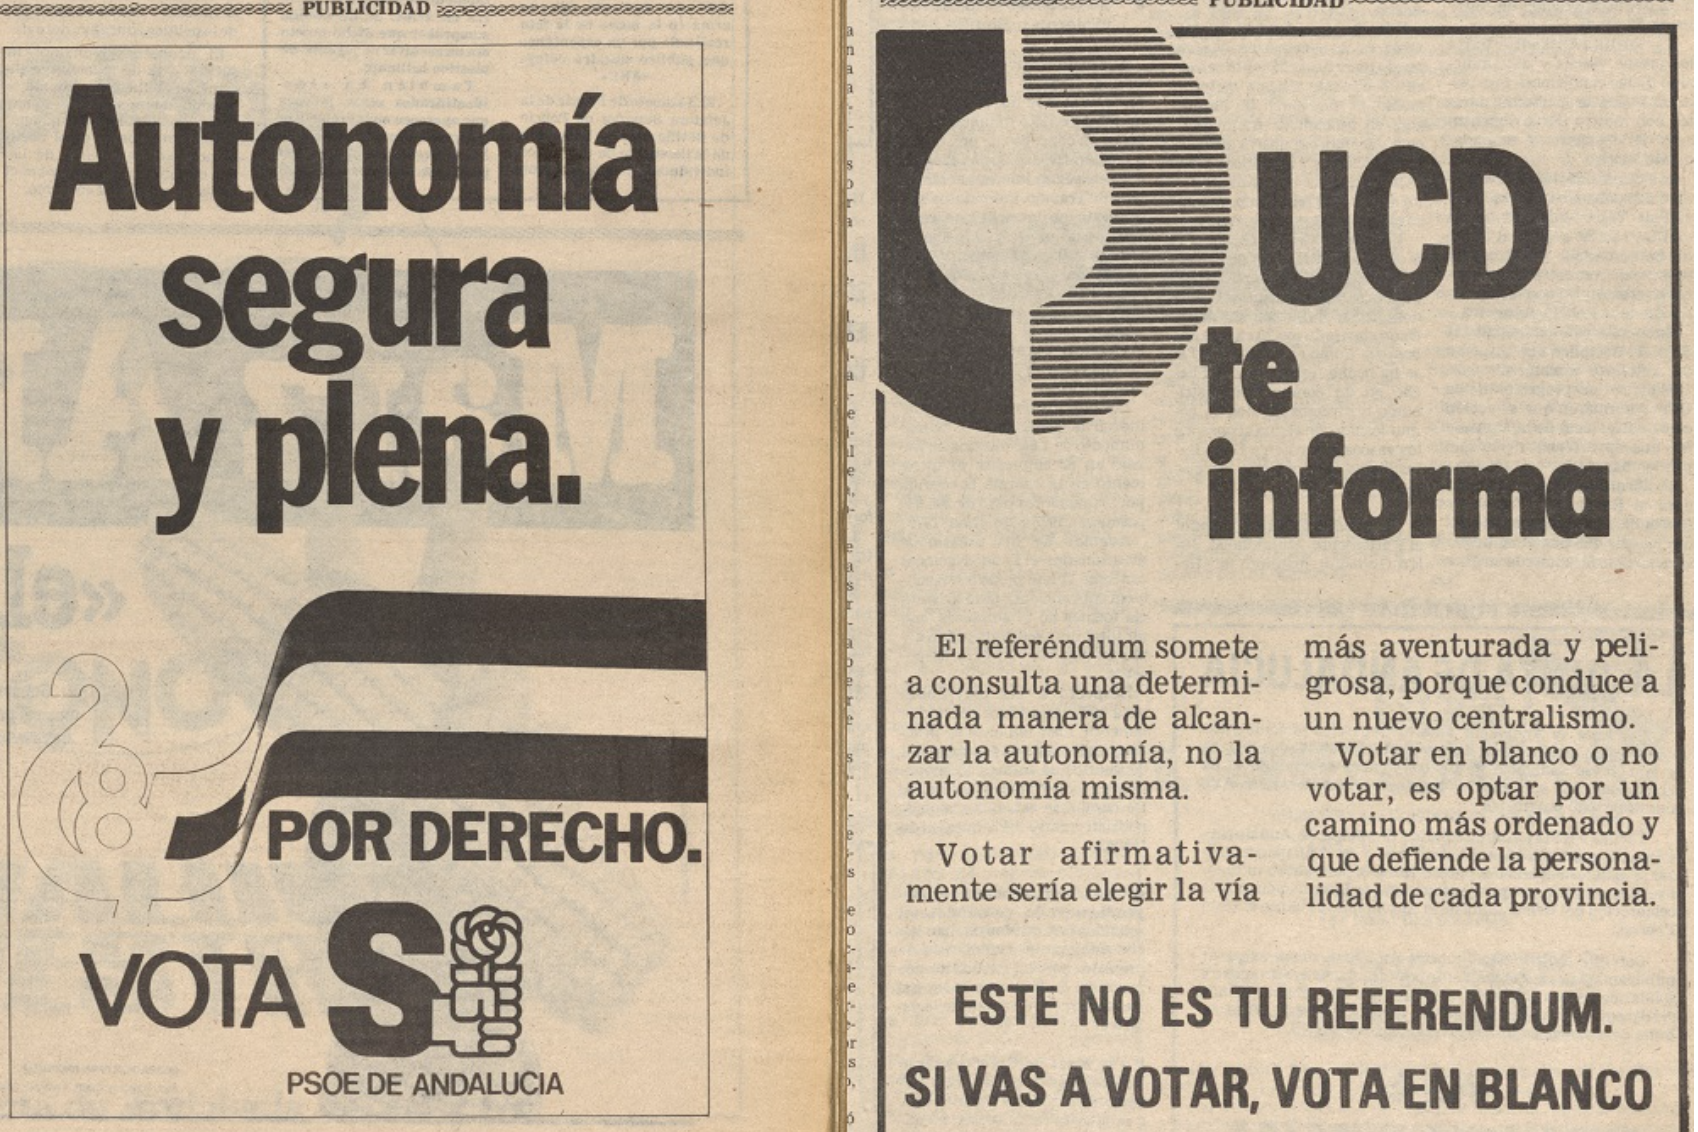 PUBLICIDAD
Autonomía
segura
y plena.
28
POR DERECHO.
VOTA SI
PSOE DE ANDALUCIA
PUBLICIDAD
UCD
te
informa
El referéndum somete
a consulta una determi-
nada manera de alcan-
zar la autonomía, no la
autonomía misma.
Votar afirmativa-
mente sería elegir la vía
más aventurada y peli-
grosa, porque conduce a
un nuevo centralismo.
Votar en blanco o no
votar, es optar por un
camino más ordenado y
que defiende la persona-
lidad de cada provincia.
ESTE NO ES TU REFERENDUM.
SI VAS A VOTAR, VOTA EN BLANCO